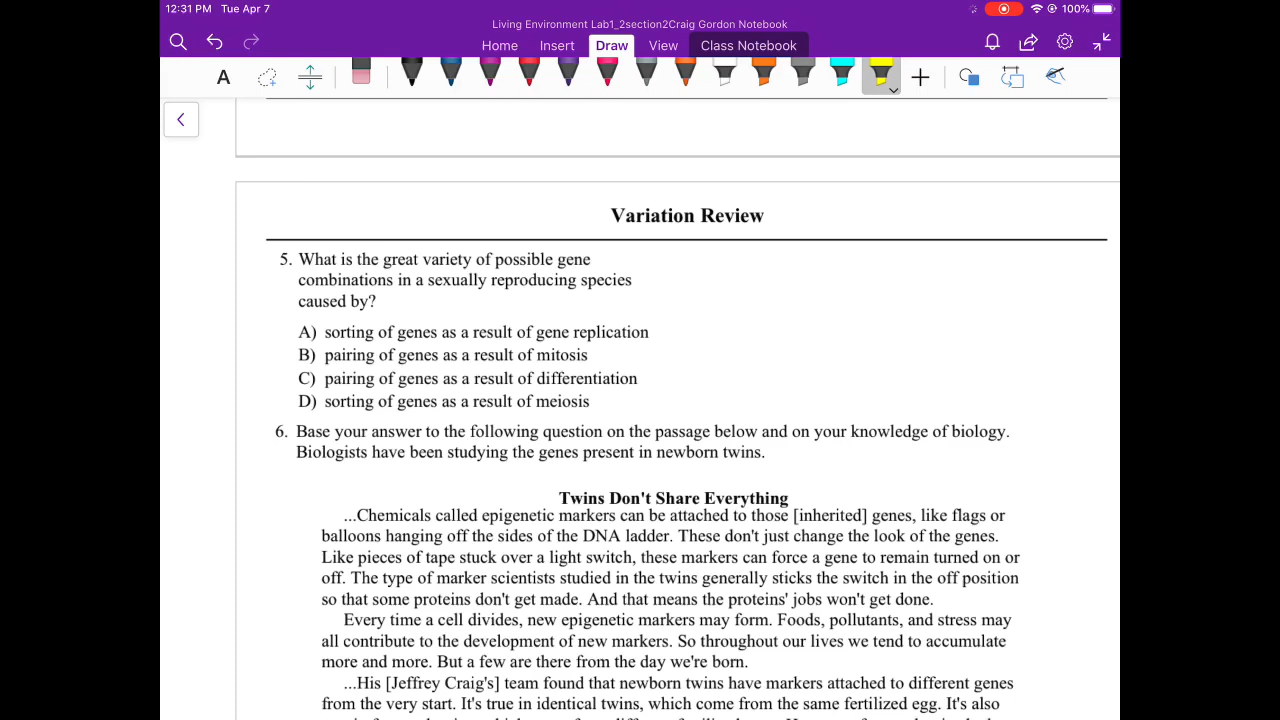 12:31 PM Tue Apr 7
100%
Living Environment Lab1_2section2Craig Gordon Notebook
Home Insert Draw View Class Notebook
A
Variation Review
5. What is the great variety of possible gene
combinations in a sexually reproducing species
caused by?
A) sorting of genes as a result of gene replication
B) pairing of genes as a result of mitosis
C) pairing of genes as a result of differentiation
D) sorting of genes as a result of meiosis
6. Base your answer to the following question on the passage below and on your knowledge of biology.
Biologists have been studying the genes present in newborn twins.
Twins Don't Share Everything
...Chemicals called epigenetic markers can be attached to those [inherited] genes, like flags or
balloons hanging off the sides of the DNA ladder. These don't just change the look of the genes.
Like pieces of tape stuck over a light switch, these markers can force a gene to remain turned on or
off. The type of marker scientists studied in the twins generally sticks the switch in the off position
so that some proteins don't get made. And that means the proteins' jobs won't get done.
Every time a cell divides, new epigenetic markers may form. Foods, pollutants, and stress may
all contribute to the development of new markers. So throughout our lives we tend to accumulate
more and more. But a few are there from the day we're born.
...His [Jeffrey Craig's] team found that newborn twins have markers attached to different genes
from the very start. It's true in identical twins, which come from the same fertilized egg. It's also